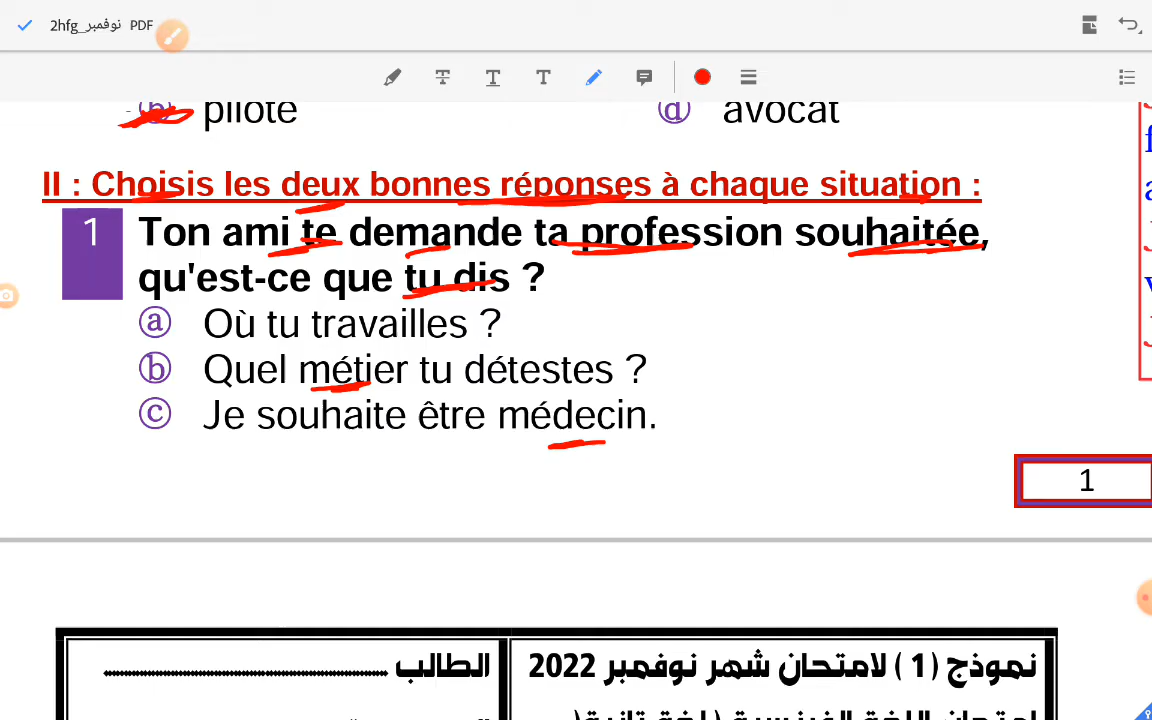 2hfg_نوفمبر PDF
pilote
ⓓ avocat
II : Choisis les deux bonnes réponses à chaque situation :
1 Ton ami te demande ta profession souhaitée,
qu'est-ce que tu dis ?
ⓐ Où tu travailles ?
ⓑ Quel métier tu détestes ?
ⓒ Je souhaite être médecin.
1
نموذج (1) لامتحان شهر نوفمبر 2022
الطالب